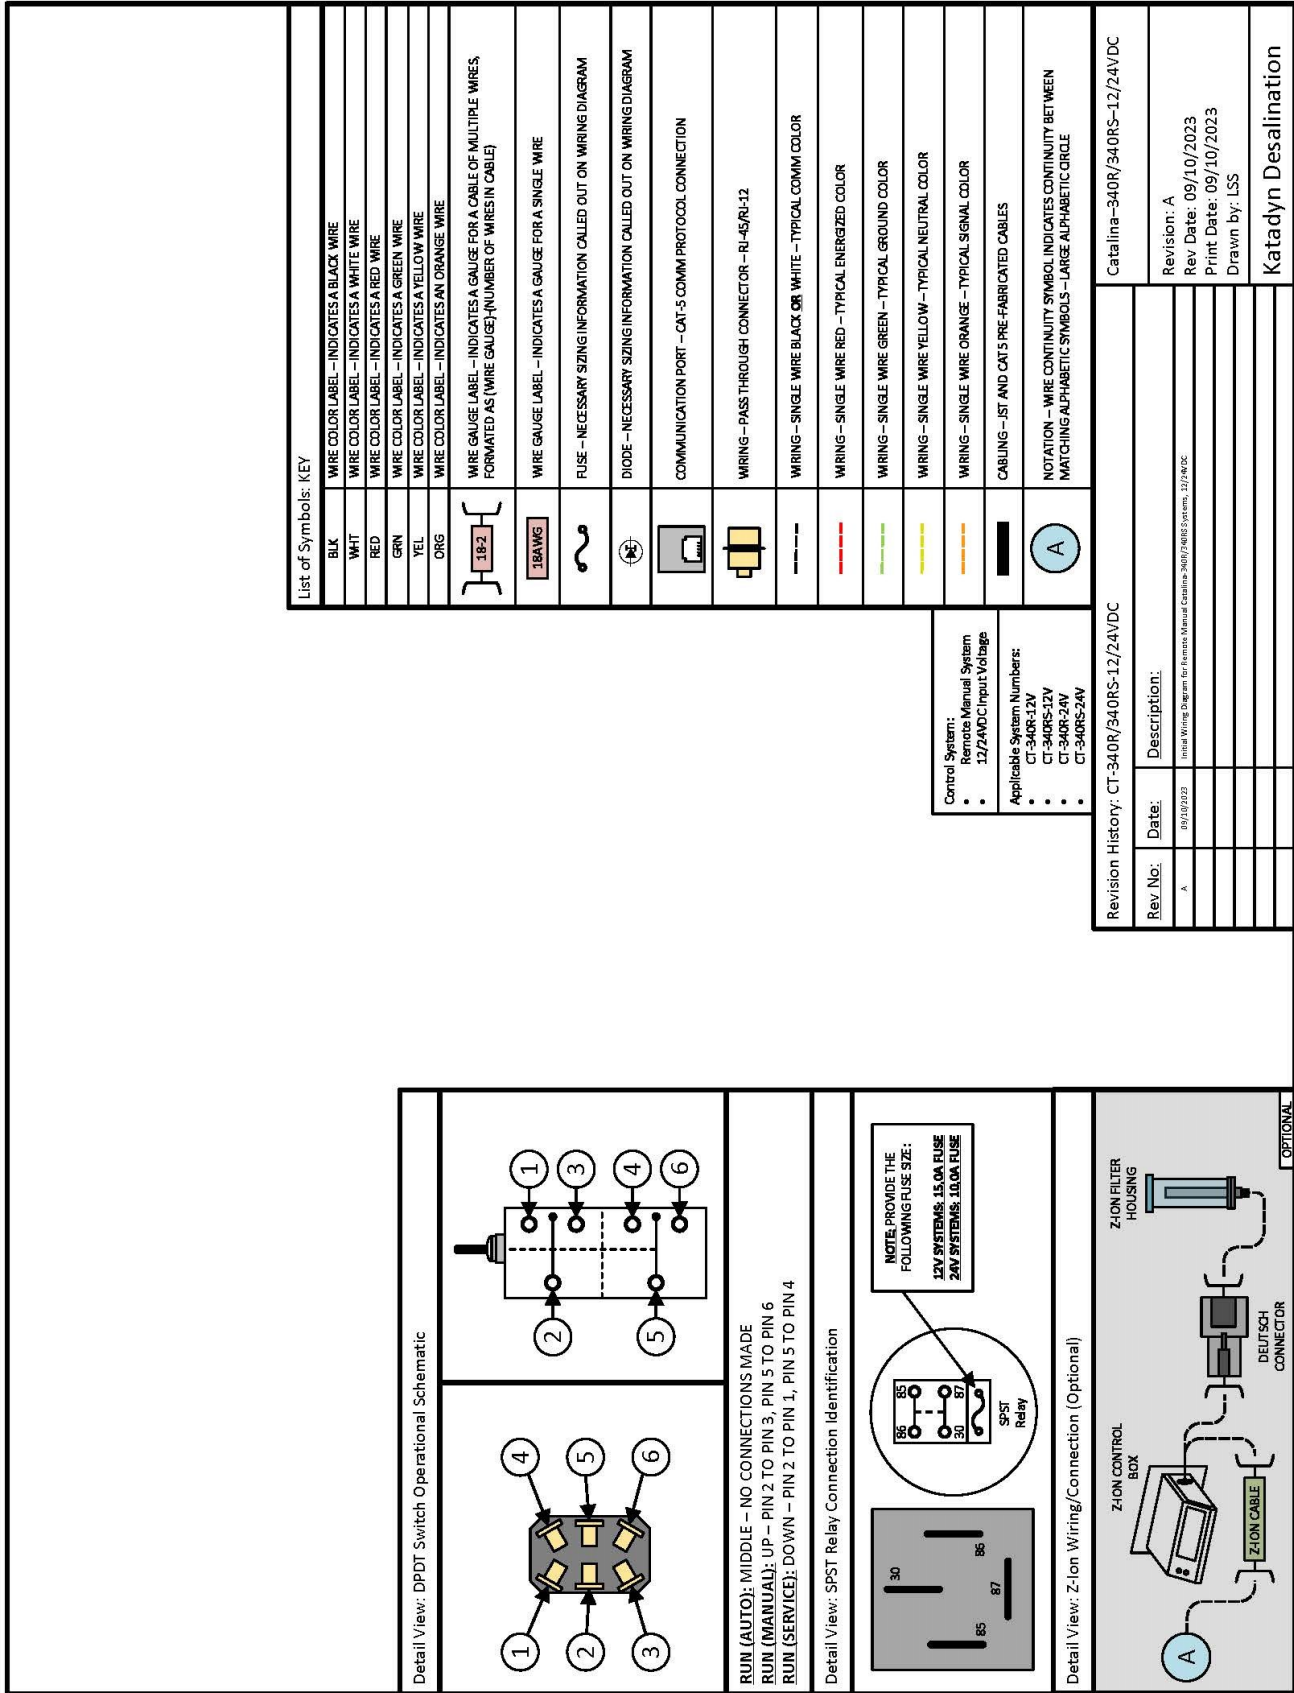 Detail View: DPDT Switch Operational Schematic
1
2
3
4
5
6
2
5
1
3
4
6
RUN (AUTO): MIDDLE – NO CONNECTIONS MADE
RUN (MANUAL): UP – PIN 2 TO PIN 3, PIN 5 TO PIN 6
RUN (SERVICE): DOWN – PIN 2 TO PIN 1, PIN 5 TO PIN 4
Detail View: SPST Relay Connection Identification
30
85
87
86
86
85
30
87
SPST
Relay
NOTE: PROVIDE THE
FOLLOWING FUSE SIZE:
12V SYSTEMS: 15.0A FUSE
24V SYSTEMS: 10.0A FUSE
Detail View: Z-Ion Wiring/Connection (Optional)
A
Z-ION CONTROL
BOX
Z-ION CABLE
DEUTSCH
CONNECTOR
Z-ION FILTER
HOUSING
OPTIONAL
List of Symbols: KEY
BLK WIRE COLOR LABEL – INDICATES A BLACK WIRE
WHT WIRE COLOR LABEL – INDICATES A WHITE WIRE
RED WIRE COLOR LABEL – INDICATES A RED WIRE
GRN WIRE COLOR LABEL – INDICATES A GREEN WIRE
YEL WIRE COLOR LABEL – INDICATES A YELLOW WIRE
ORG WIRE COLOR LABEL – INDICATES AN ORANGE WIRE
18-2 WIRE GAUGE LABEL – INDICATES A GAUGE FOR A CABLE OF MULTIPLE WIRES,
FORMATED AS (WIRE GAUGE)-(NUMBER OF WIRES IN CABLE)
18AWG WIRE GAUGE LABEL – INDICATES A GAUGE FOR A SINGLE WIRE
FUSE – NECESSARY SIZING INFORMATION CALLED OUT ON WIRING DIAGRAM
DIODE – NECESSARY SIZING INFORMATION CALLED OUT ON WIRING DIAGRAM
COMMUNICATION PORT – CAT-5 COMM PROTOCOL CONNECTION
WIRING – PASS THROUGH CONNECTOR – RJ-45/RJ-12
WIRING – SINGLE WIRE BLACK OR WHITE – TYPICAL COMM COLOR
WIRING – SINGLE WIRE RED – TYPICAL ENERGIZED COLOR
WIRING – SINGLE WIRE GREEN – TYPICAL GROUND COLOR
WIRING – SINGLE WIRE YELLOW – TYPICAL NEUTRAL COLOR
WIRING – SINGLE WIRE ORANGE – TYPICAL SIGNAL COLOR
CABLING – JST AND CAT5 PRE-FABRICATED CABLES
A NOTATION – WIRE CONTINUITY SYMBOL INDICATES CONTINUITY BETWEEN
MATCHING ALPHABETIC SYMBOLS – LARGE ALPHABETIC CIRCLE
Control System:
• Remote Manual System
• 12/24VDC Input Voltage
Applicable System Numbers:
• CT-340R-12V
• CT-340RS-12V
• CT-340R-24V
• CT-340RS-24V
Revision History: CT-340R/340RS-12/24VDC
Rev No: Date: Description:
A 09/10/2023 Initial Wiring Diagram for Remote Manual Catalina-340R/340RS Systems, 12/24VDC
Catalina–340R/340RS–12/24VDC
Revision: A
Rev Date: 09/10/2023
Print Date: 09/10/2023
Drawn by: LSS
Katadyn Desalination